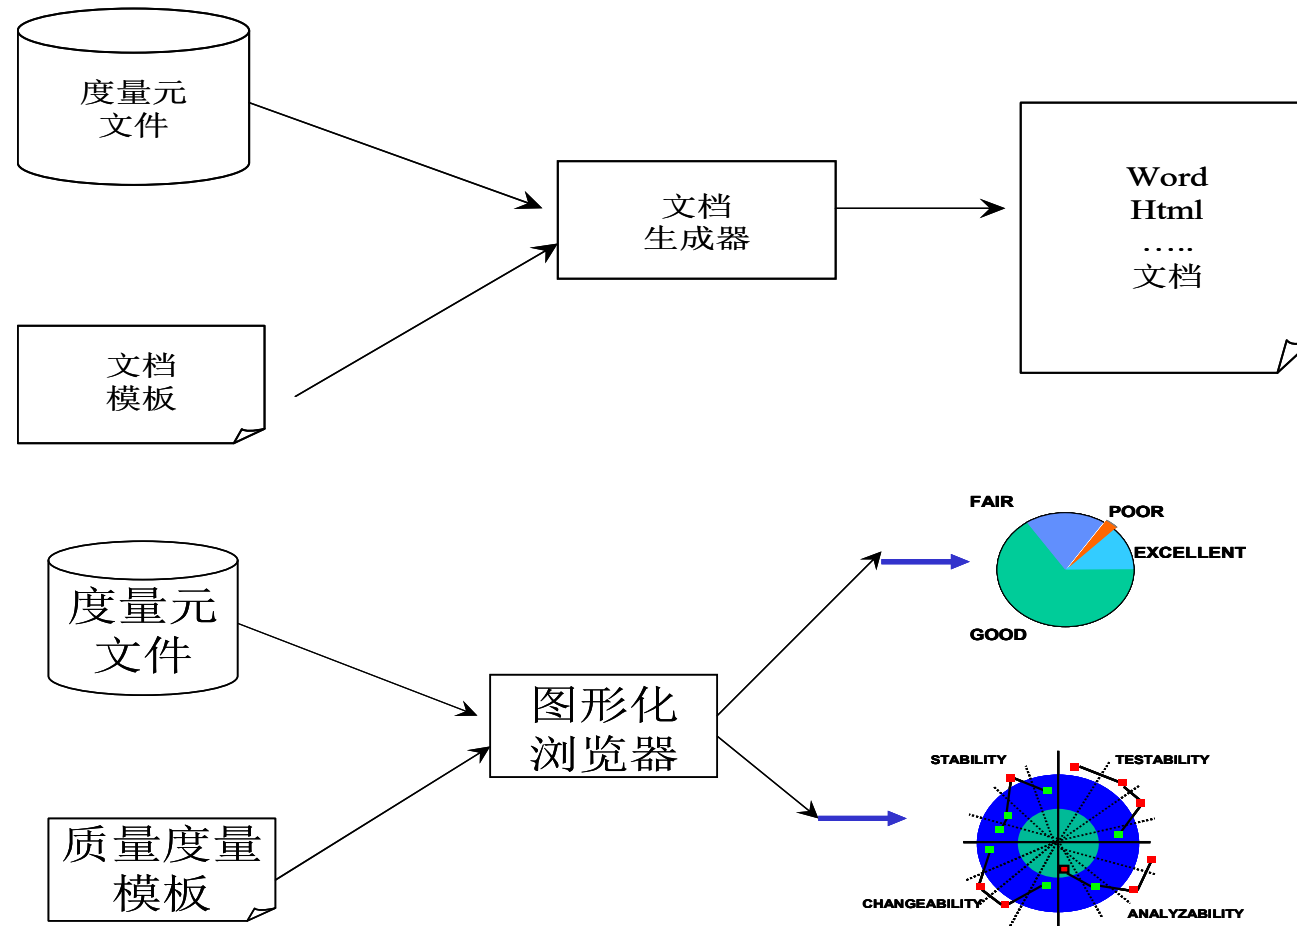 度量元
文件
文档
模板
文档
生成器
Word
Html
…..
文档
度量元
文件
质量度量
模板
图形化
浏览器
FAIR
POOR
EXCELLENT
GOOD
STABILITY
TESTABILITY
CHANGEABILITY
ANALYZABILITY